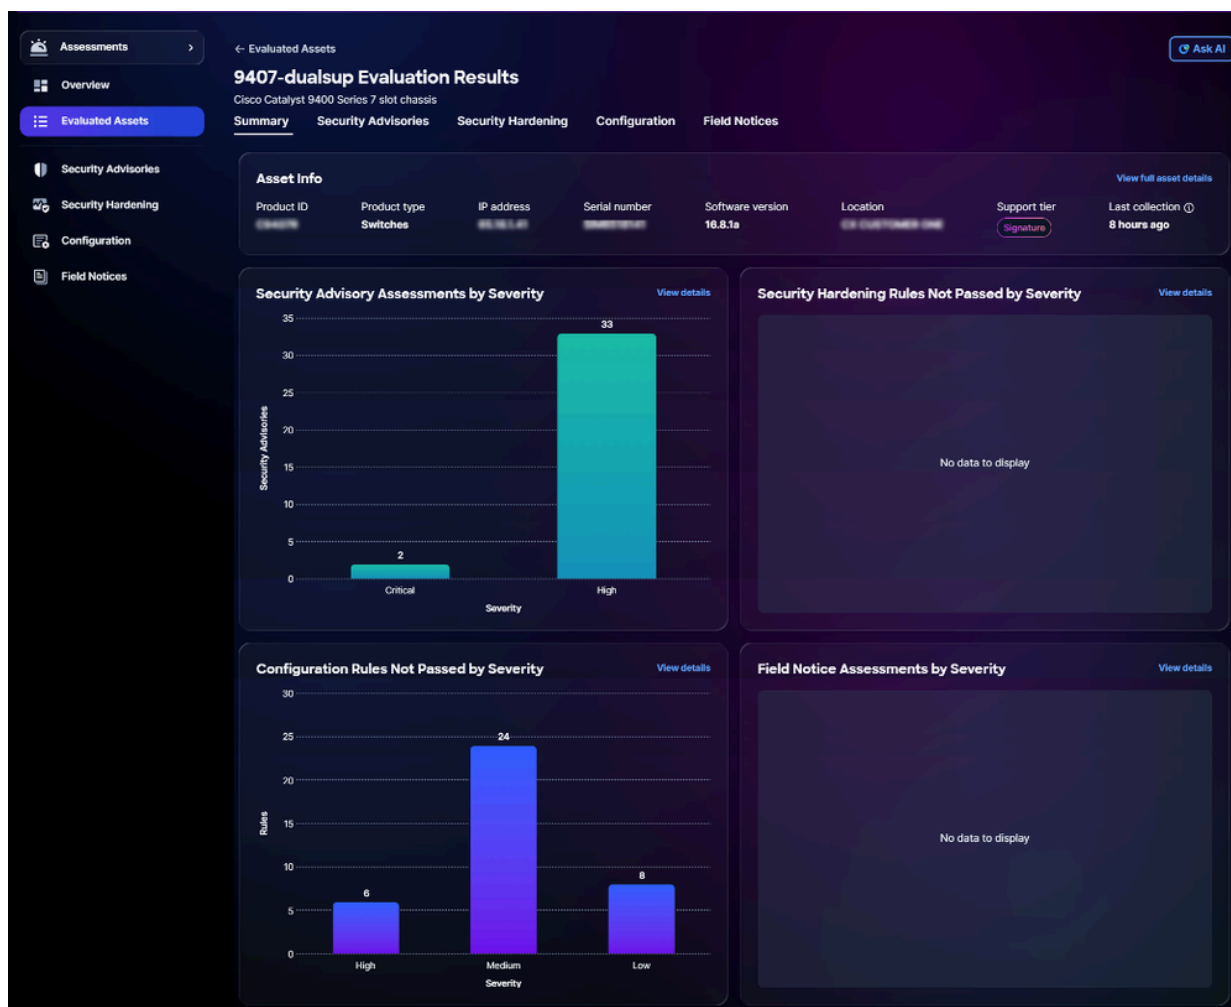 Assessments
Overview
Evaluated Assets
Security Advisories
Security Hardening
Configuration
Field Notices
← Evaluated Assets
Ask AI
9407-dualsup Evaluation Results
Cisco Catalyst 9400 Series 7 slot chassis
Summary Security Advisories Security Hardening Configuration Field Notices
Asset Info View full asset details
Product ID Product type IP address Serial number Software version Location Support tier Last collection
Switches 16.8.1a Signature 8 hours ago
Security Advisory Assessments by Severity View details
35
33
30
25
20
15
10
5
2
0
Security Advisories
Critical High
Severity
Security Hardening Rules Not Passed by Severity View details
No data to display
Configuration Rules Not Passed by Severity View details
30
25
24
20
15
10
8
6
5
0
Rules
High Medium Low
Severity
Field Notice Assessments by Severity View details
No data to display